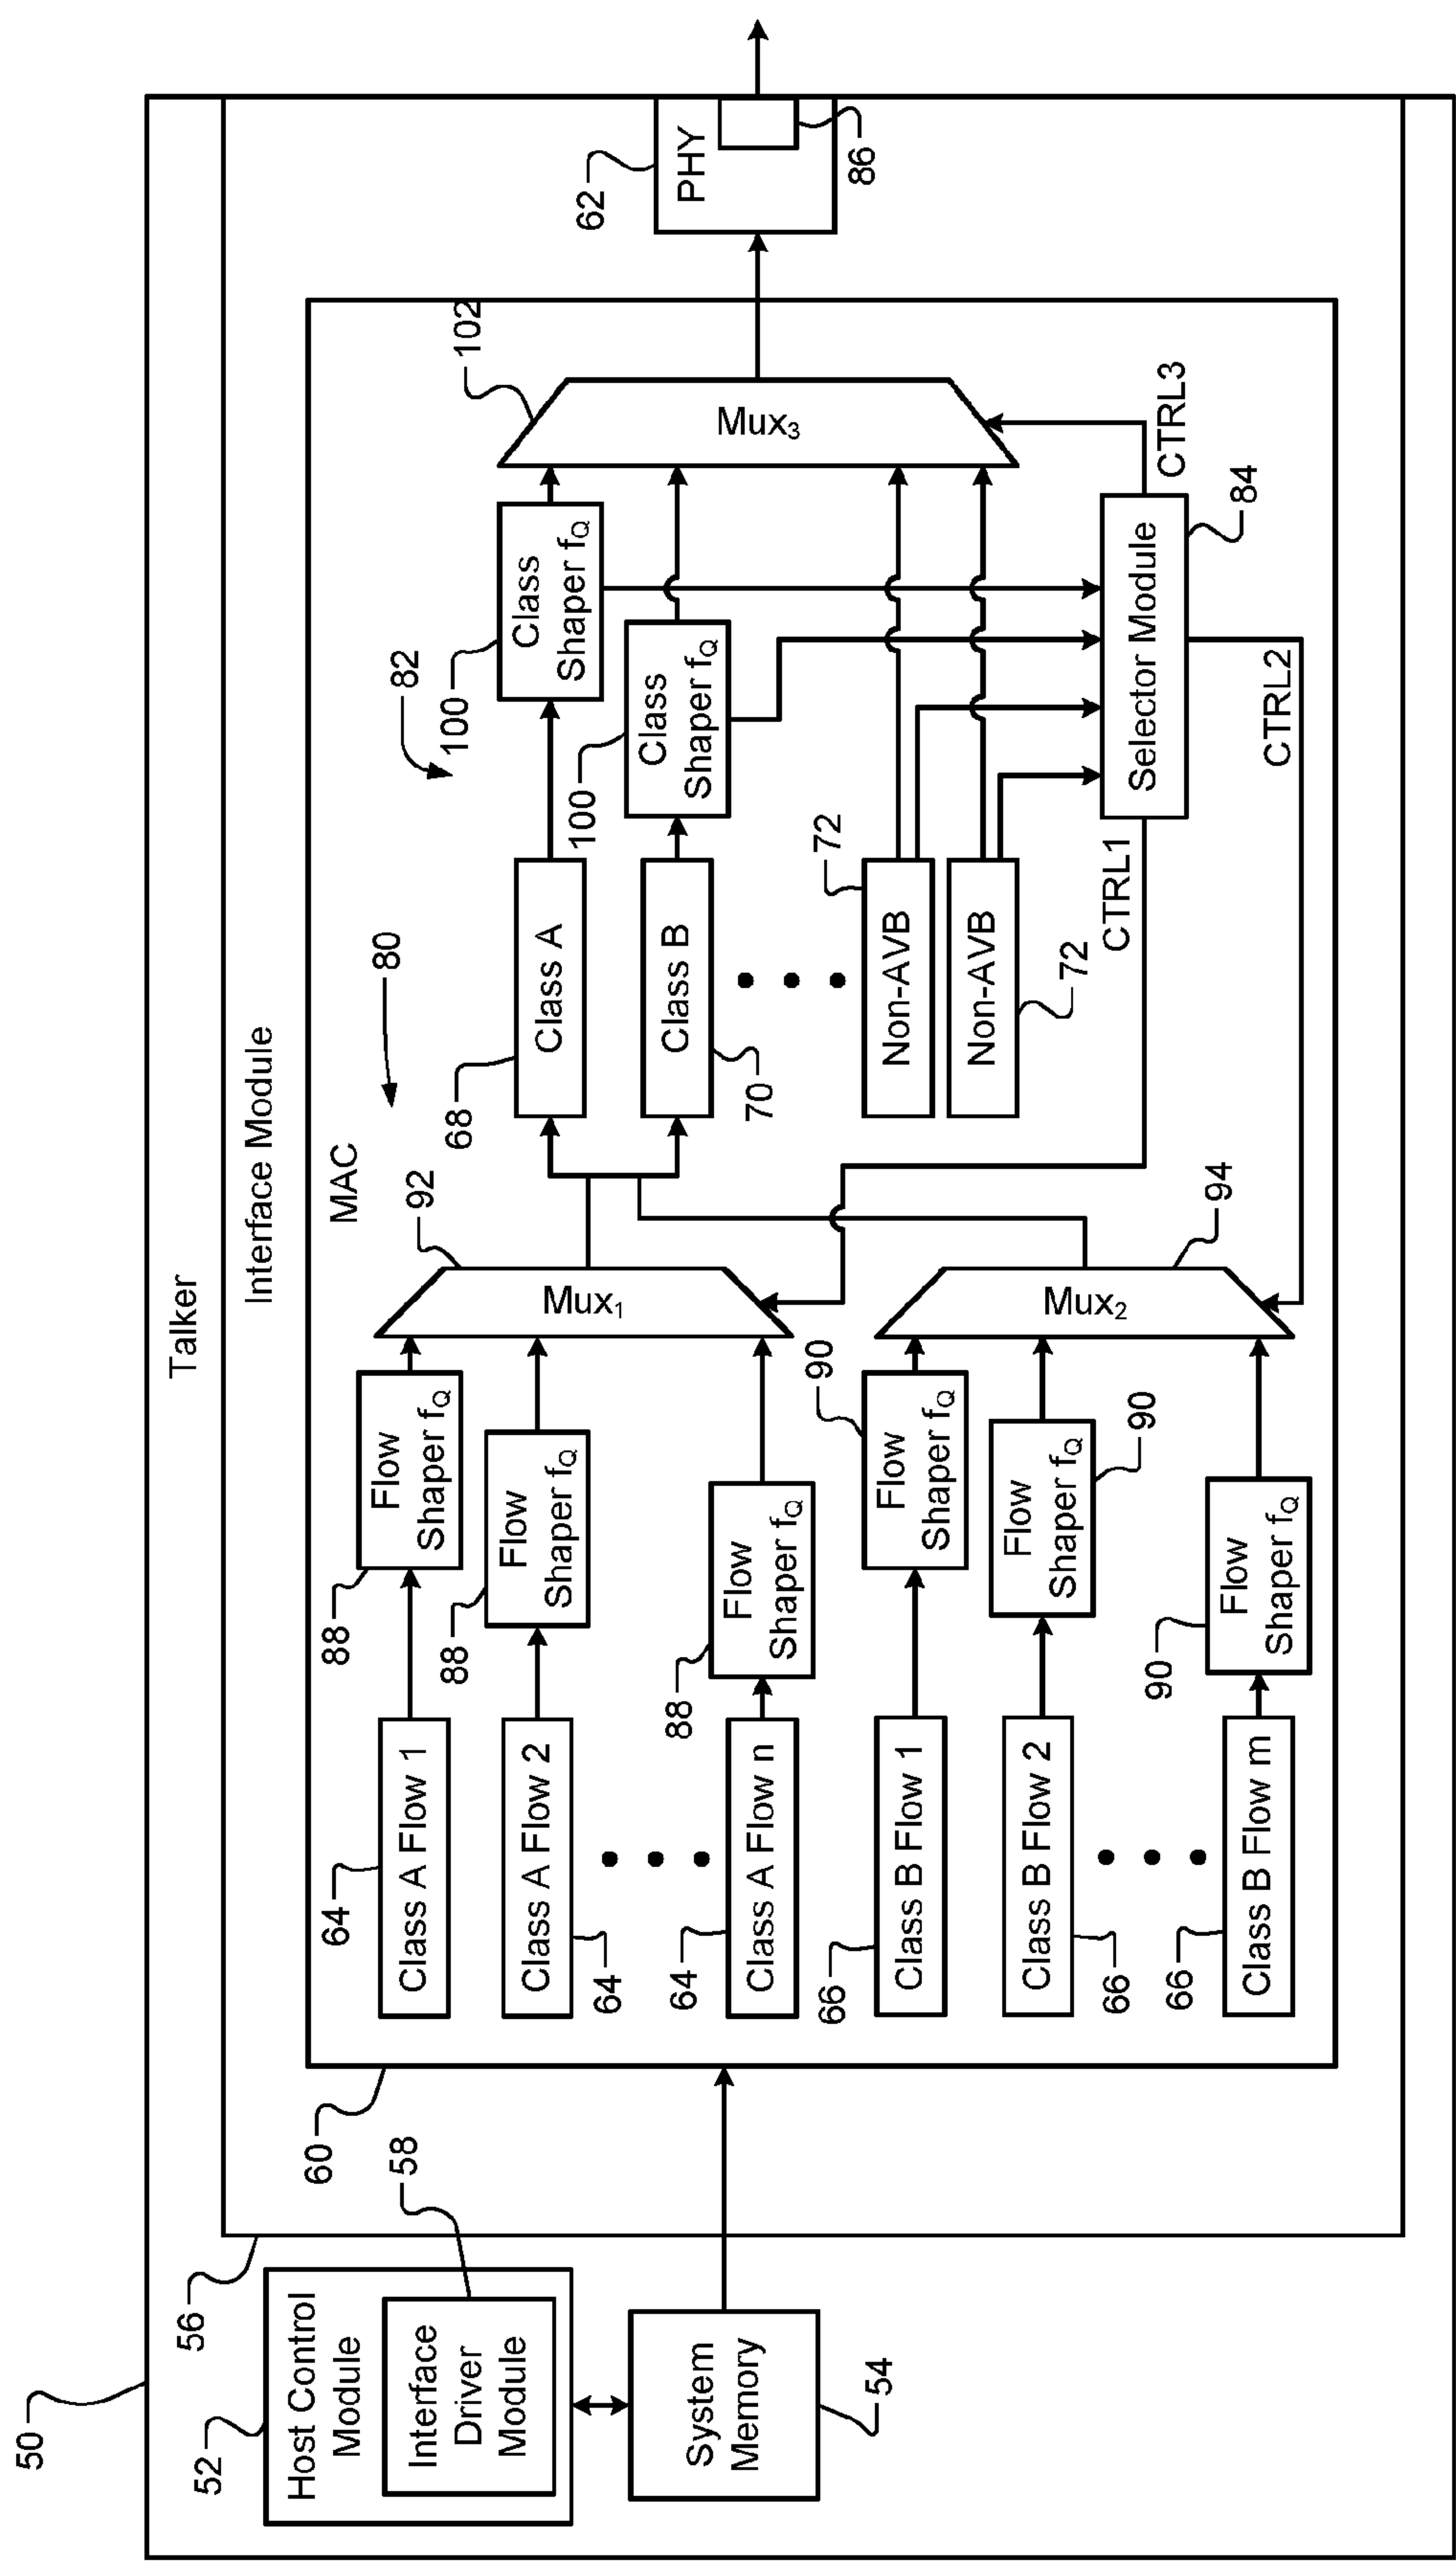 50
Talker
52
Host Control
Module
58
Interface
Driver
Module
System
Memory
54
56
Interface Module
60
MAC
80
82
64
Class A Flow 1
88
Flow
Shaper fQ
Class A Flow 2
64
88
Flow
Shaper fQ
64
Class A Flow n
88
Flow
Shaper fQ
92
Mux1
66
Class B Flow 1
90
Flow
Shaper fQ
Class B Flow 2
66
Flow
Shaper fQ
90
66
Class B Flow m
90
Flow
Shaper fQ
94
Mux2
68
Class A
100
Class
Shaper fQ
Class B
70
100
Class
Shaper fQ
72
Non-AVB
Non-AVB
72
CTRL1
Selector Module
84
CTRL2
CTRL3
102
Mux3
62
PHY
86